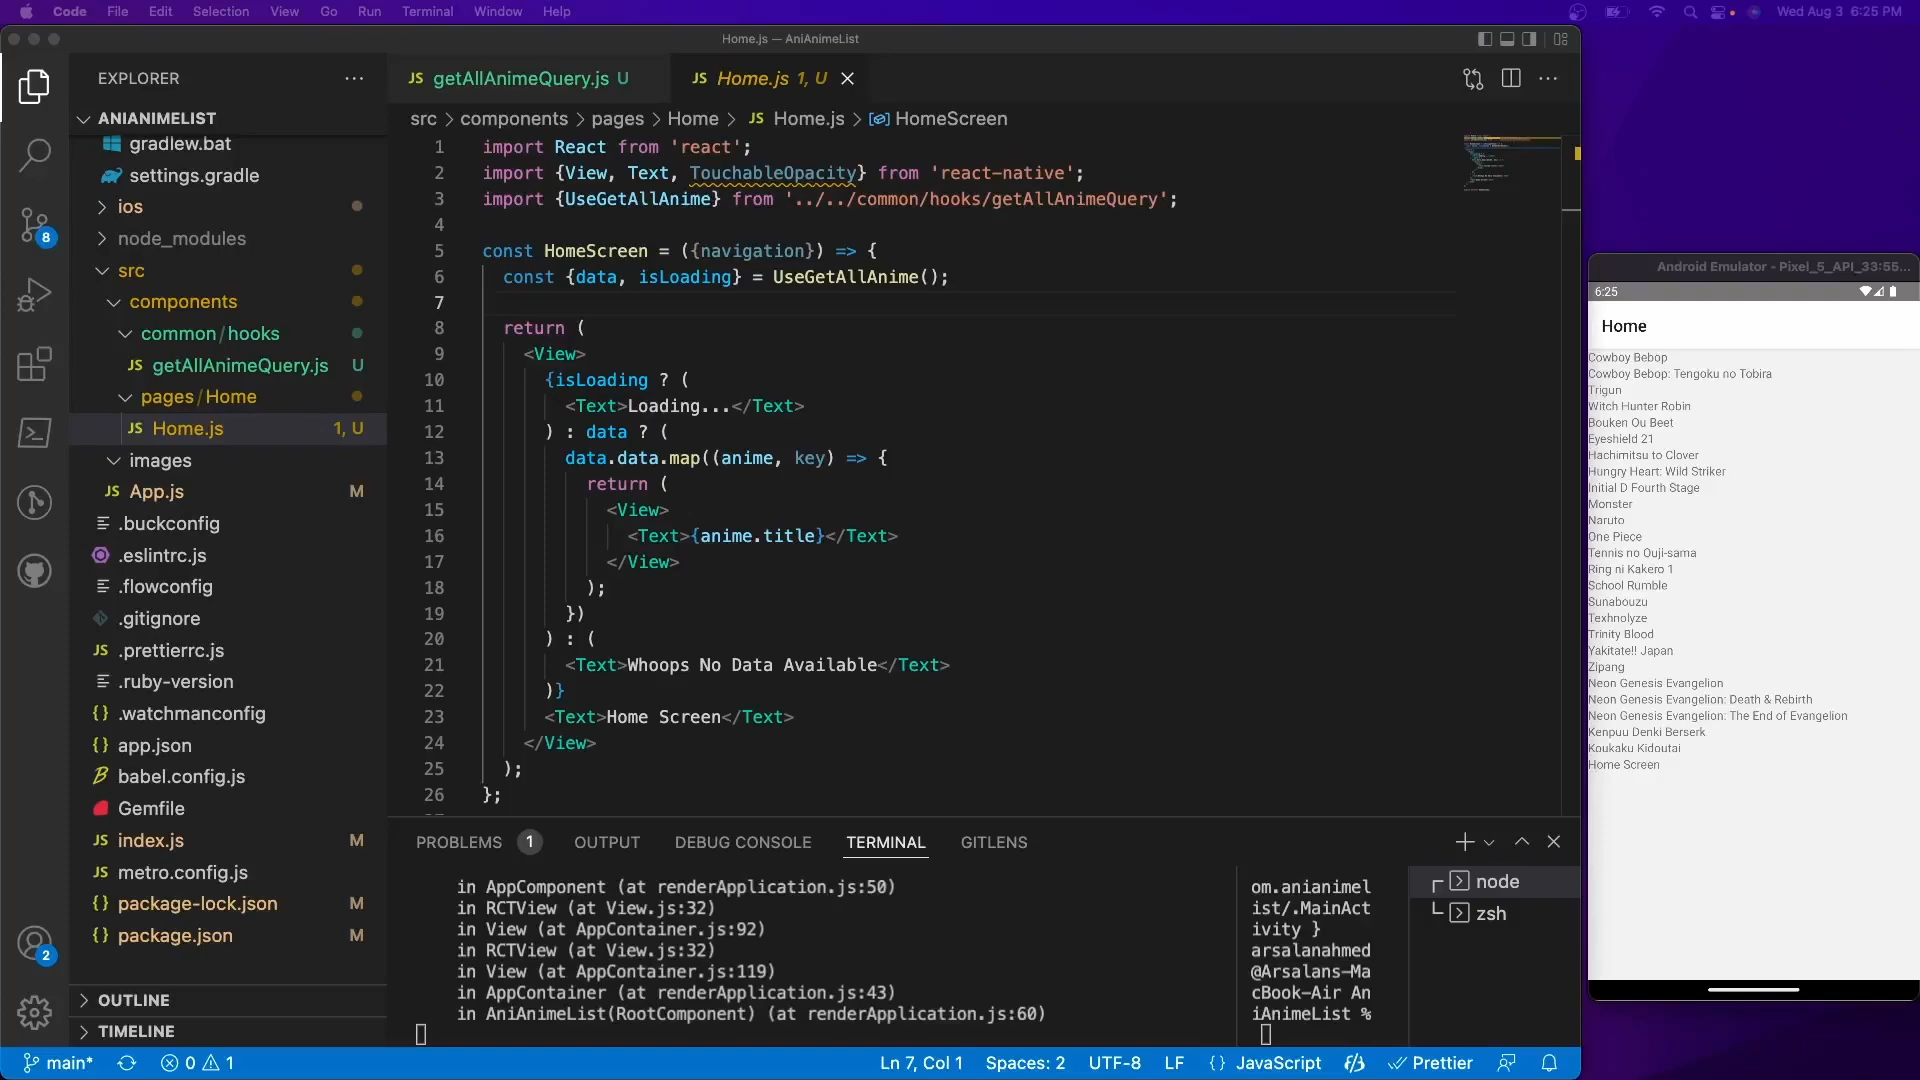 Code File Edit Selection View Go Run Terminal Window Help
Wed Aug 3 6:25 PM
Home.js — AniAnimeList
EXPLORER
ANIANIMELIST
gradlew.bat
settings.gradle
ios
node_modules
src
components
common/hooks
JS getAllAnimeQuery.js U
pages/Home
JS Home.js 1, U
images
JS App.js M
.buckconfig
.eslintrc.js
.flowconfig
.gitignore
JS .prettierrc.js
.ruby-version
{} .watchmanconfig
{} app.json
babel.config.js
Gemfile
JS index.js M
JS metro.config.js
{} package-lock.json M
{} package.json M
OUTLINE
TIMELINE
8
2
JS getAllAnimeQuery.js U
JS Home.js 1, U
src > components > pages > Home > JS Home.js > HomeScreen
1 import React from 'react';
2 import {View, Text, TouchableOpacity} from 'react-native';
3 import {UseGetAllAnime} from '../../common/hooks/getAllAnimeQuery';
4
5 const HomeScreen = ({navigation}) => {
6 const {data, isLoading} = UseGetAllAnime();
7
8 return (
9 <View>
10 {isLoading ? (
11 <Text>Loading...</Text>
12 ) : data ? (
13 data.data.map((anime, key) => {
14 return (
15 <View>
16 <Text>{anime.title}</Text>
17 </View>
18 );
19 })
20 ) : (
21 <Text>Whoops No Data Available</Text>
22 )}
23 <Text>Home Screen</Text>
24 </View>
25 );
26 };
PROBLEMS 1 OUTPUT DEBUG CONSOLE TERMINAL GITLENS
in AppComponent (at renderApplication.js:50)
in RCTView (at View.js:32)
in View (at AppContainer.js:92)
in RCTView (at View.js:32)
in View (at AppContainer.js:119)
in AppContainer (at renderApplication.js:43)
in AniAnimeList(RootComponent) (at renderApplication.js:60)
om.anianimel
ist/.MainAct
ivity }
arsalanahmed
@Arsalans-Ma
cBook-Air An
iAnimeList %
node
zsh
main* 0 1
Ln 7, Col 1 Spaces: 2 UTF-8 LF {} JavaScript Prettier
Android Emulator - Pixel_5_API_33:55...
6:25
Home
Cowboy Bebop
Cowboy Bebop: Tengoku no Tobira
Trigun
Witch Hunter Robin
Bouken Ou Beet
Eyeshield 21
Hachimitsu to Clover
Hungry Heart: Wild Striker
Initial D Fourth Stage
Monster
Naruto
One Piece
Tennis no Ouji-sama
Ring ni Kakero 1
School Rumble
Sunabouzu
Texhnolyze
Trinity Blood
Yakitate!! Japan
Zipang
Neon Genesis Evangelion
Neon Genesis Evangelion: Death & Rebirth
Neon Genesis Evangelion: The End of Evangelion
Kenpuu Denki Berserk
Koukaku Kidoutai
Home Screen